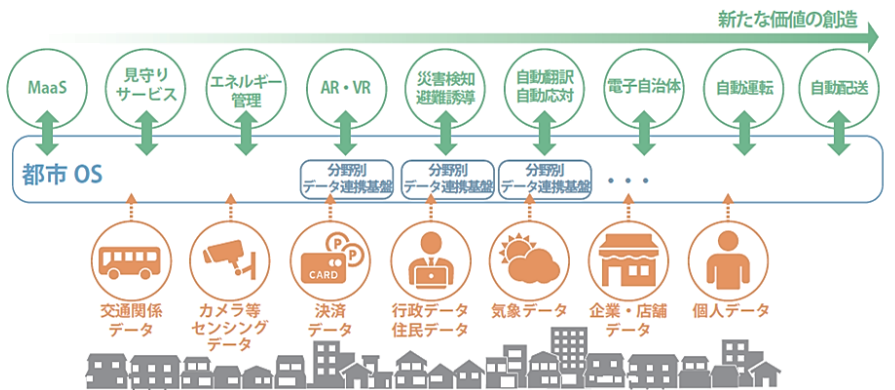 新たな価値の創造
MaaS
見守り
サービス
エネルギー
管理
AR・VR
災害検知
避難誘導
自動翻訳
自動応対
電子自治体
自動運転
自動配送
都市 OS
分野別
データ連携基盤
分野別
データ連携基盤
分野別
データ連携基盤
・・・
P
P
CARD
交通関係
データ
カメラ等
センシング
データ
決済
データ
行政データ
住民データ
気象データ
企業・店舗
データ
個人データ